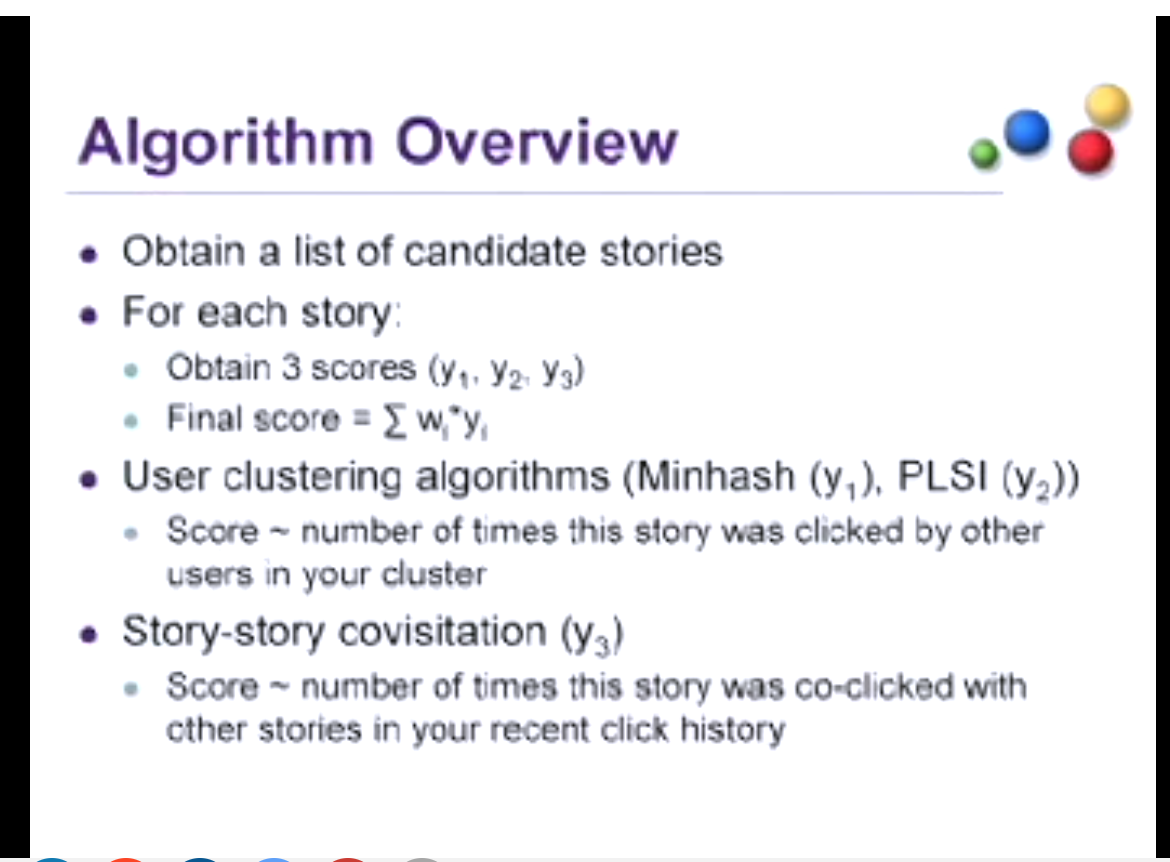 Algorithm Overview
• Obtain a list of candidate stories
• For each story:
• Obtain 3 scores (y₁, y₂, y₃)
• Final score = ∑ wᵢ*yᵢ
• User clustering algorithms (Minhash (y₁), PLSI (y₂))
• Score ~ number of times this story was clicked by other
users in your cluster
• Story-story covisitation (y₃)
• Score ~ number of times this story was co-clicked with
other stories in your recent click history